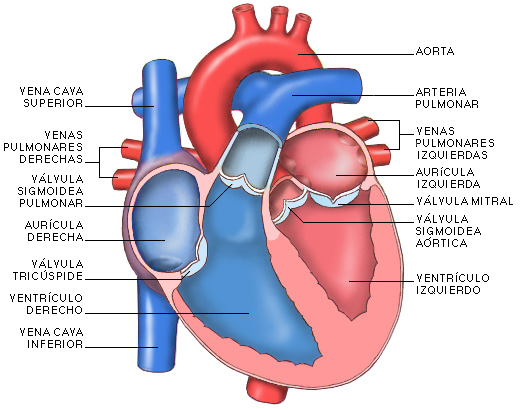 VENA CAVA
SUPERIOR
VENAS
PULMONARES
DERECHAS
VÁLVULA
SIGMOIDEA
PULMONAR
AURÍCULA
DERECHA
VÁLVULA
TRICÚSPIDE
VENTRÍCULO
DERECHO
VENA CAVA
INFERIOR
AORTA
ARTERIA
PULMONAR
VENAS
PULMONARES
IZQUIERDAS
AURÍCULA
IZQUIERDA
VÁLVULA MITRAL
VÁLVULA
SIGMOIDEA
AÓRTICA
VENTRÍCULO
IZQUIERDO